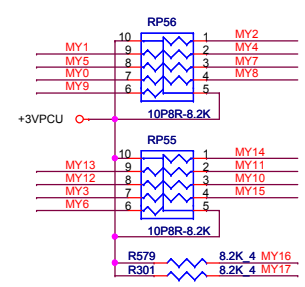 RP56
10 1 MY2
MY1 9 2 MY4
MY5 8 3 MY7
MY0 7 4 MY8
MY9 6 5
10P8R-8.2K
+3VPCU
RP55
10 1 MY14
MY13 9 2 MY11
MY12 8 3 MY10
MY3 7 4 MY15
MY6 6 5
10P8R-8.2K
R579 8.2K_4 MY16
R301 8.2K_4 MY17